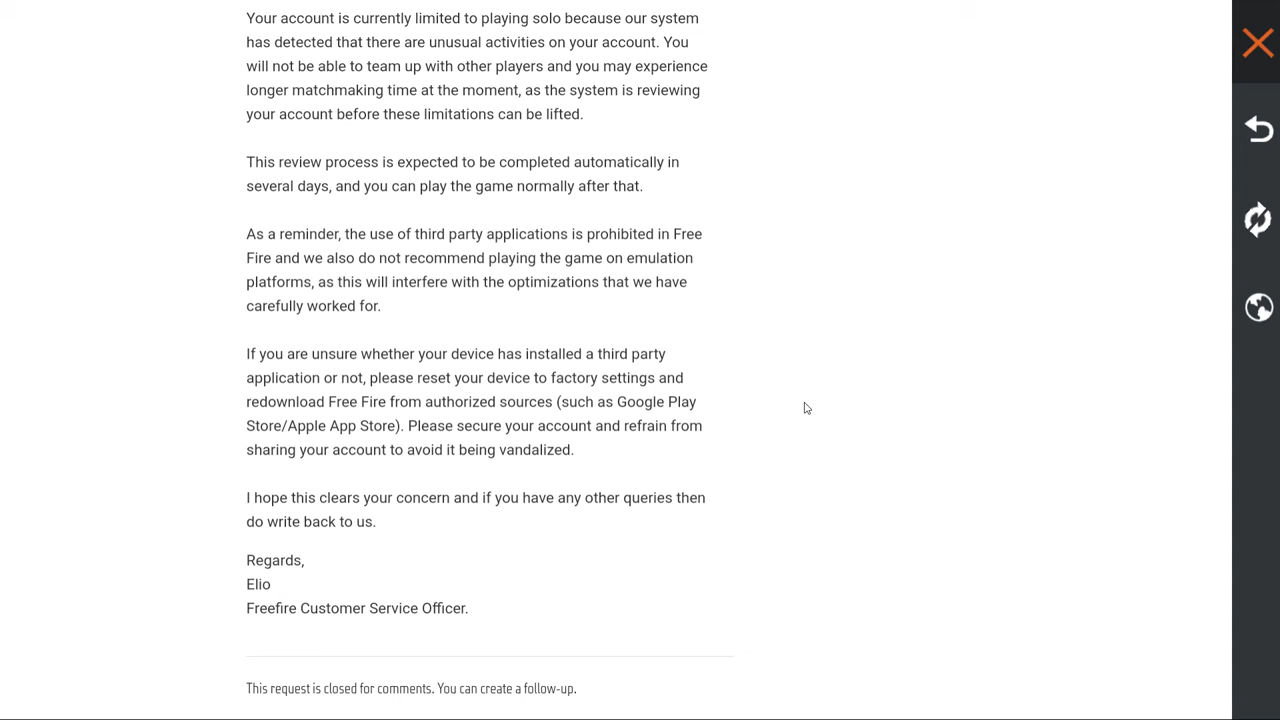 Your account is currently limited to playing solo because our system
has detected that there are unusual activities on your account. You
will not be able to team up with other players and you may experience
longer matchmaking time at the moment, as the system is reviewing
your account before these limitations can be lifted.
This review process is expected to be completed automatically in
several days, and you can play the game normally after that.
As a reminder, the use of third party applications is prohibited in Free
Fire and we also do not recommend playing the game on emulation
platforms, as this will interfere with the optimizations that we have
carefully worked for.
If you are unsure whether your device has installed a third party
application or not, please reset your device to factory settings and
redownload Free Fire from authorized sources (such as Google Play
Store/Apple App Store). Please secure your account and refrain from
sharing your account to avoid it being vandalized.
I hope this clears your concern and if you have any other queries then
do write back to us.
Regards,
Elio
Freefire Customer Service Officer.
This request is closed for comments. You can create a follow-up.